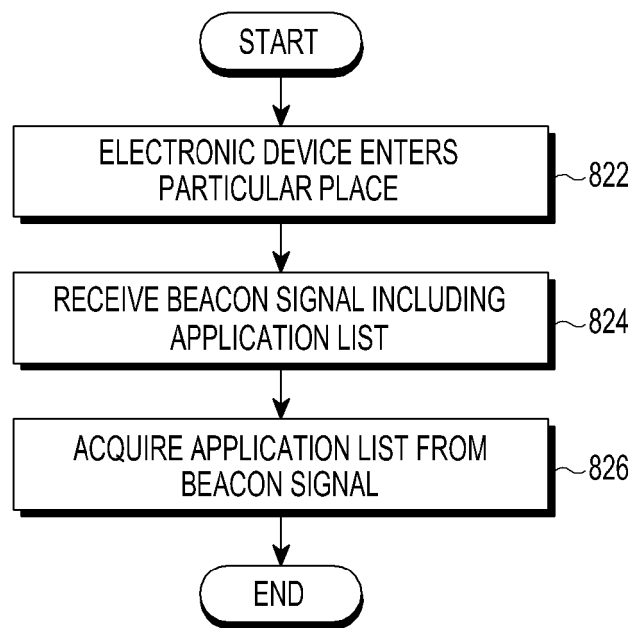 START
ELECTRONIC DEVICE ENTERS
PARTICULAR PLACE
822
RECEIVE BEACON SIGNAL INCLUDING
APPLICATION LIST
824
ACQUIRE APPLICATION LIST FROM
BEACON SIGNAL
826
END